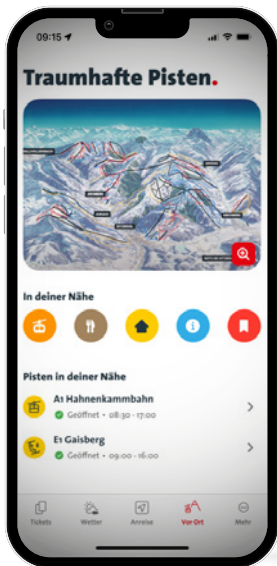 09:15
Traumhafte Pisten.
In deiner Nähe
Pisten in deiner Nähe
A1 Hahnenkammbahn
Geöffnet • 08:30 - 17:00
E1 Gaisberg
Geöffnet • 09:00 - 16:00
Tickets Wetter Anreise Vor Ort Mehr